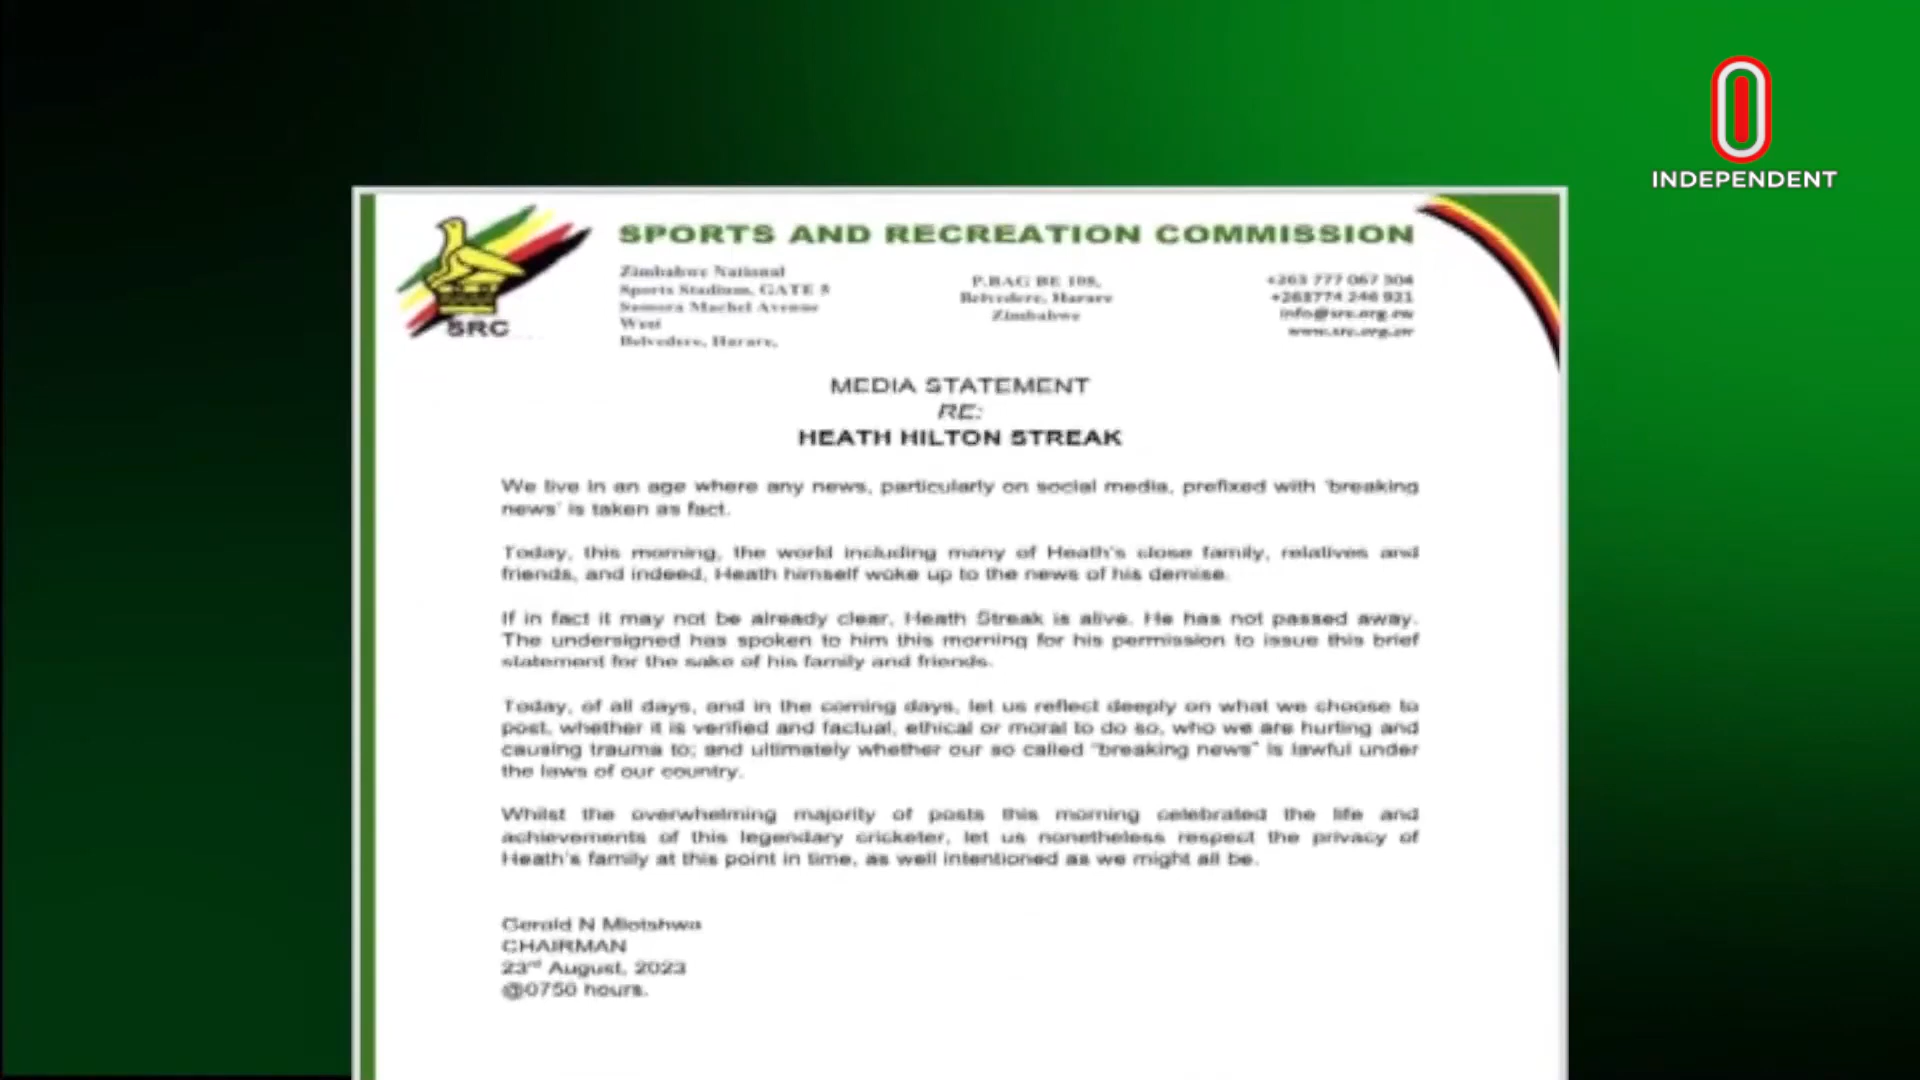 INDEPENDENT
SPORTS AND RECREATION COMMISSION
SRC
Zimbabwe National
Sports Stadium, GATE 5
Samora Machel Avenue
West
Belvedere, Harare,
P.BAG BE 108,
Belvedere, Harare
Zimbabwe
+263 777 067 304
+263774 246 921
info@src.org.zw
www.src.org.zw
MEDIA STATEMENT
RE:
HEATH HILTON STREAK
We live in an age where any news, particularly on social media, prefixed with 'breaking
news' is taken as fact.
Today, this morning, the world including many of Heath's close family, relatives and
friends, and indeed, Heath himself woke up to the news of his demise.
If in fact it may not be already clear, Heath Streak is alive. He has not passed away.
The undersigned has spoken to him this morning for his permission to issue this brief
statement for the sake of his family and friends.
Today, of all days, and in the coming days, let us reflect deeply on what we choose to
post, whether it is verified and factual, ethical or moral to do so, who we are hurting and
causing trauma to; and ultimately whether our so called "breaking news" is lawful under
the laws of our country.
Whilst the overwhelming majority of posts this morning celebrated the life and
achievements of this legendary cricketer, let us nonetheless respect the privacy of
Heath's family at this point in time, as well intentioned as we might all be.
Gerald N Mlotshwa
CHAIRMAN
23rd August, 2023
@0750 hours.